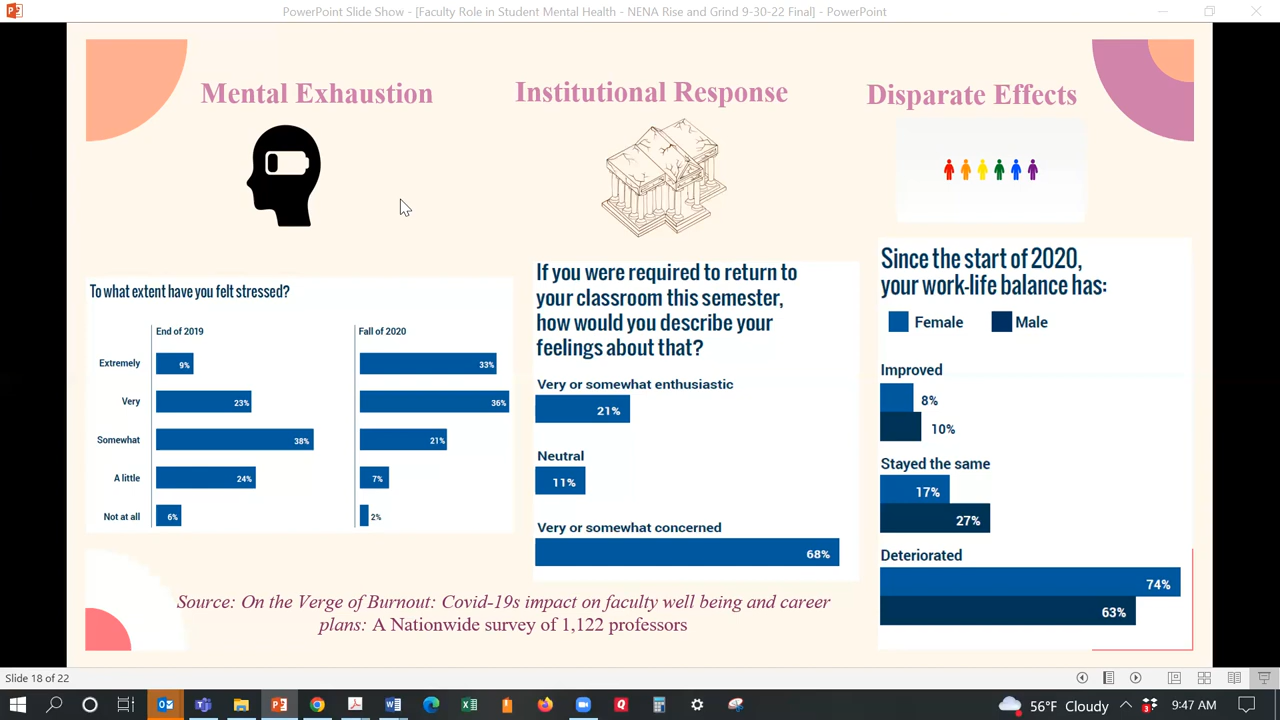 PowerPoint Slide Show - [Faculty Role in Student Mental Health - NENA Rise and Grind 9-30-22 Final] - PowerPoint
Mental Exhaustion
Institutional Response
Disparate Effects
To what extent have you felt stressed?
End of 2019
Fall of 2020
Extremely
9%
33%
Very
23%
36%
Somewhat
38%
21%
A little
24%
7%
Not at all
6%
2%
If you were required to return to
your classroom this semester,
how would you describe your
feelings about that?
Very or somewhat enthusiastic
21%
Neutral
11%
Very or somewhat concerned
68%
Since the start of 2020,
your work-life balance has:
Female
Male
Improved
8%
10%
Stayed the same
17%
27%
Deteriorated
74%
63%
Source: On the Verge of Burnout: Covid-19s impact on faculty well being and career
plans: A Nationwide survey of 1,122 professors
Slide 18 of 22
56°F Cloudy
3
9:47 AM